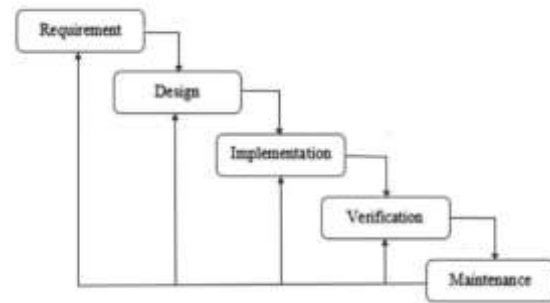 Requirement
Design
Implementation
Verification
Maintenance